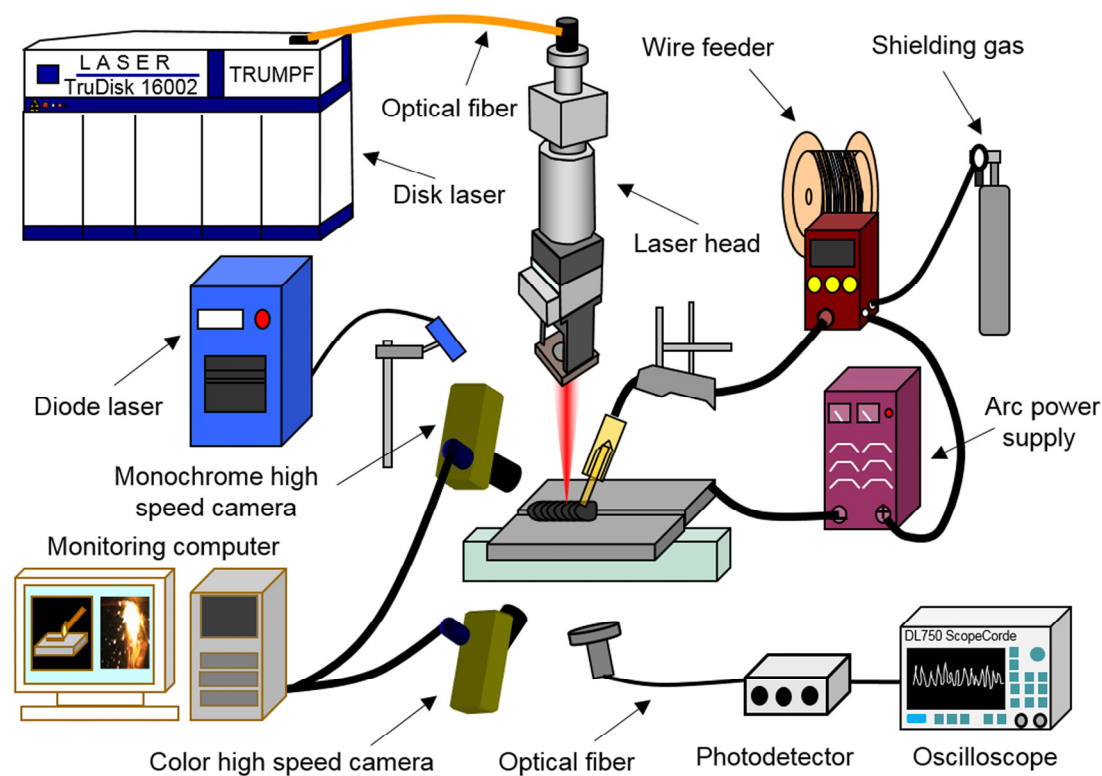 LASER
TruDisk 16002
TRUMPF
Optical fiber
Disk laser
Wire feeder
Shielding gas
Laser head
Diode laser
Monochrome high
speed camera
Arc power
supply
Monitoring computer
DL750 ScopeCorde
Color high speed camera
Optical fiber
Photodetector
Oscilloscope